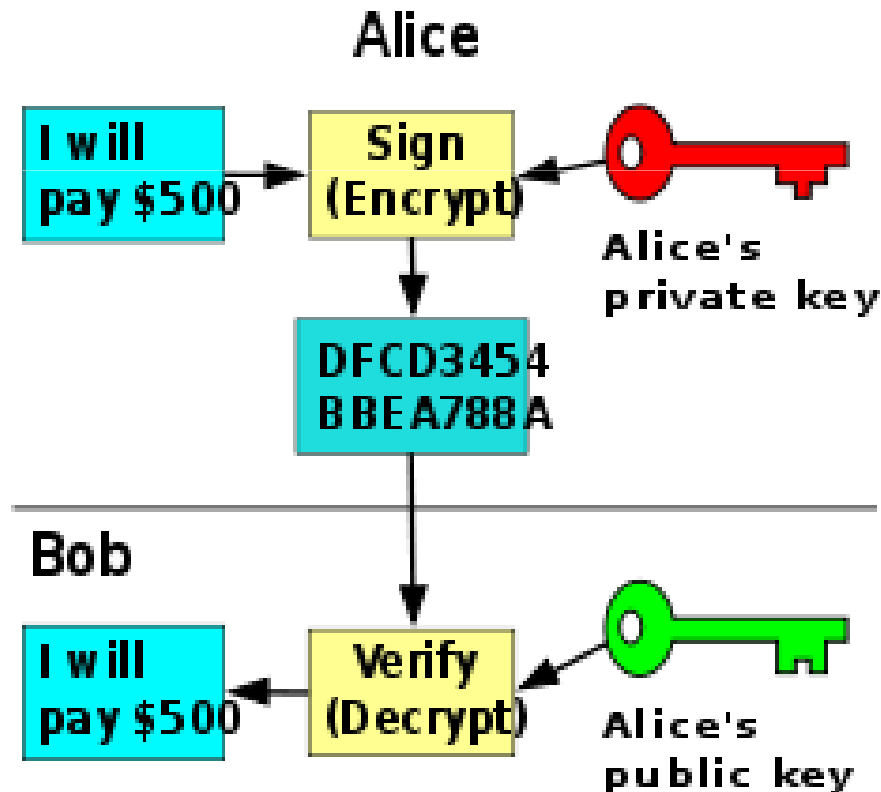 Alice
I will
pay $500
Sign
(Encrypt)
Alice's
private key
DFCD3454
BBEA788A
Bob
I will
pay $500
Verify
(Decrypt)
Alice's
public key